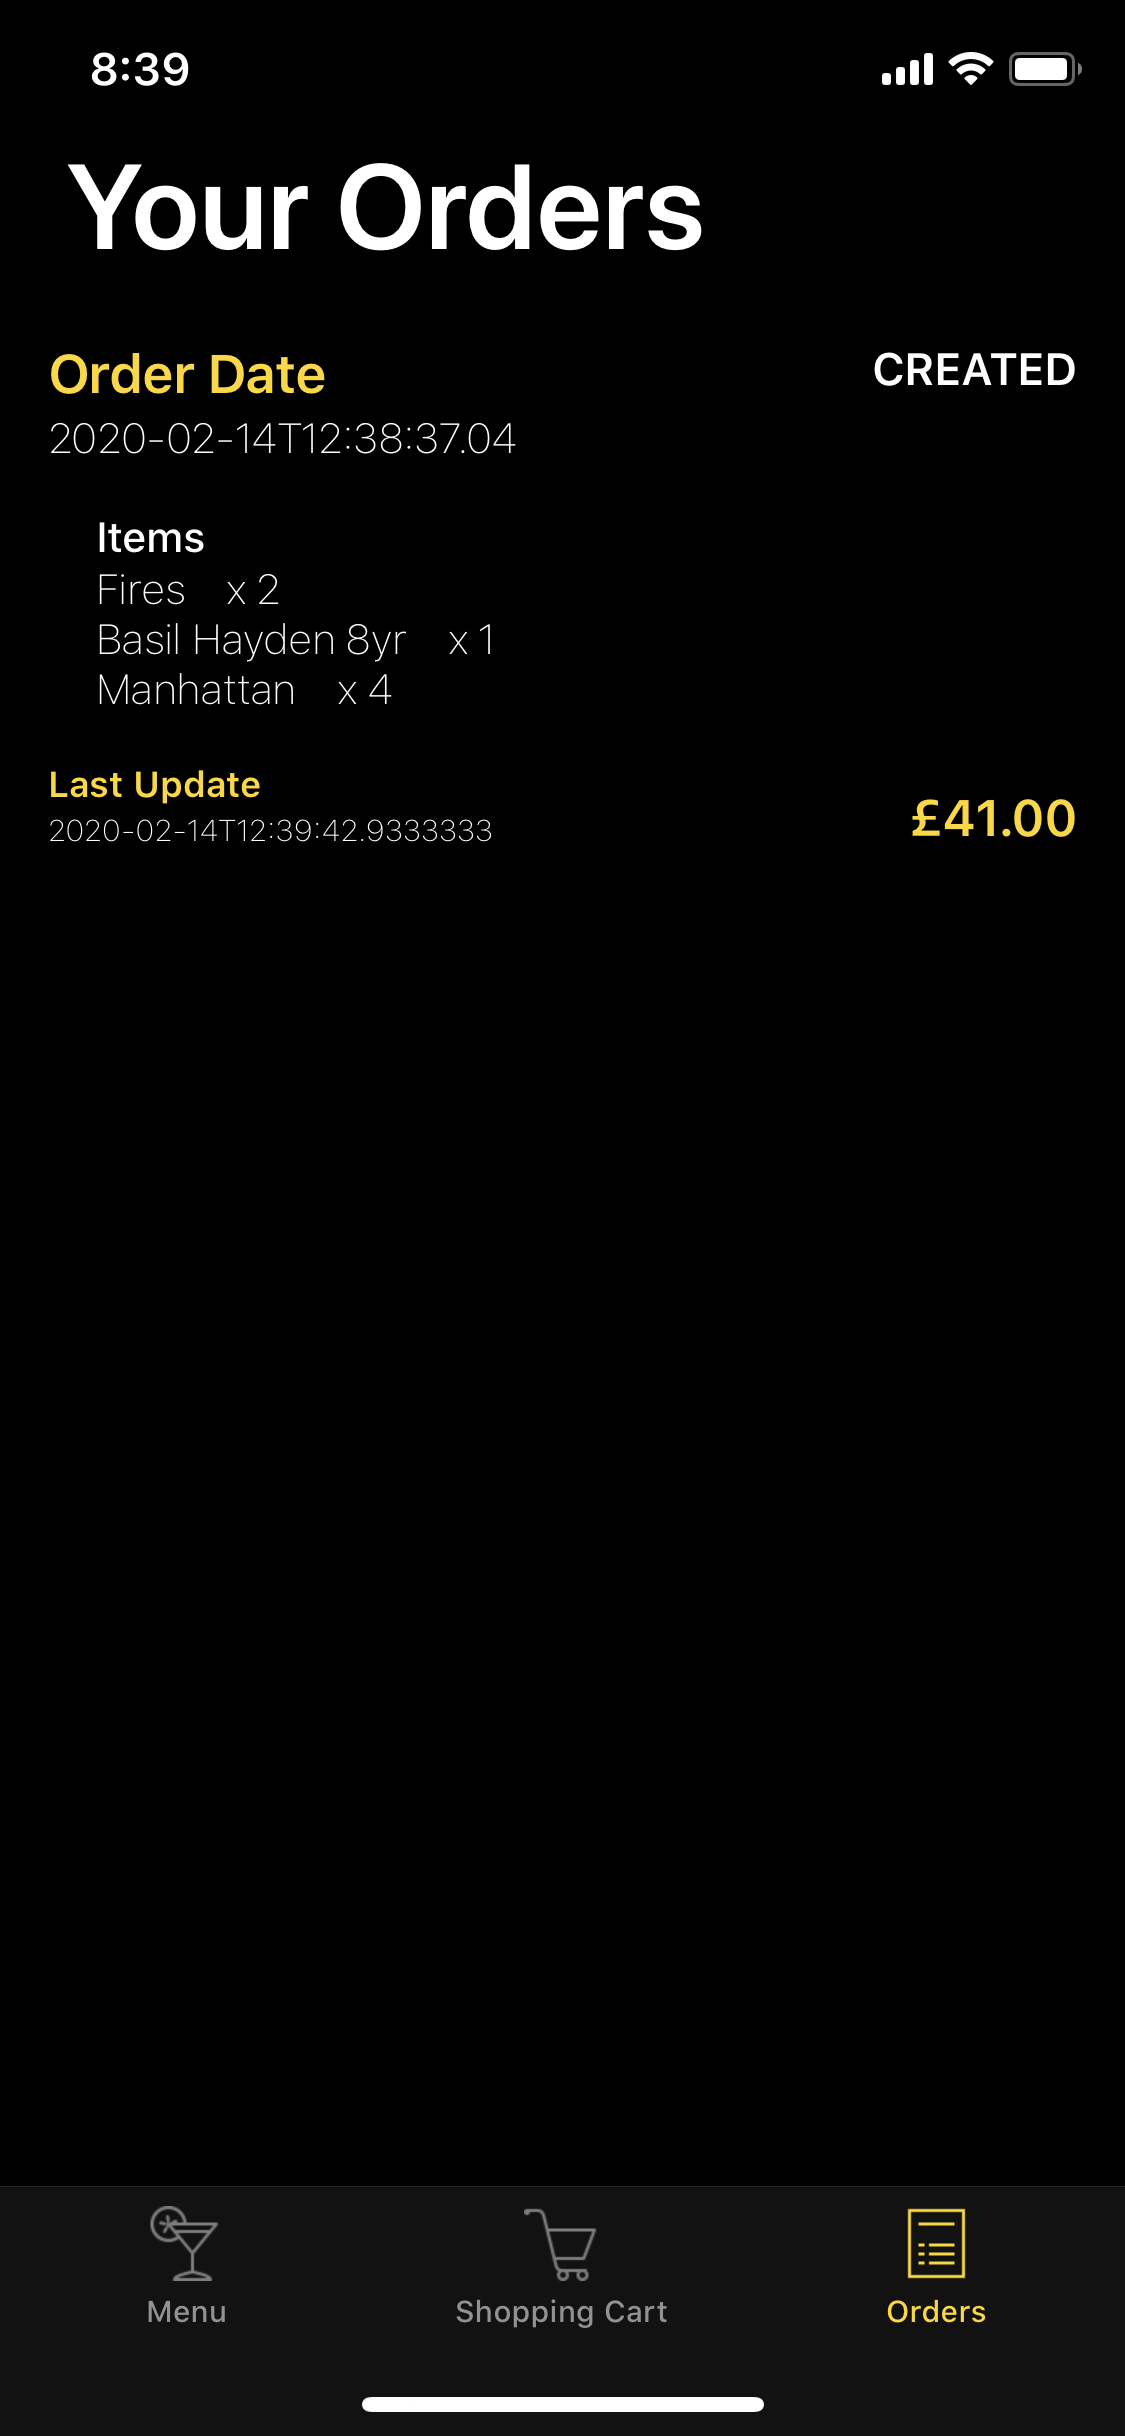 8:39
Your Orders
Order Date
CREATED
2020-02-14T12:38:37.04
Items
Fires x 2
Basil Hayden 8yr x 1
Manhattan x 4
Last Update
2020-02-14T12:39:42.9333333
£41.00
Menu
Shopping Cart
Orders